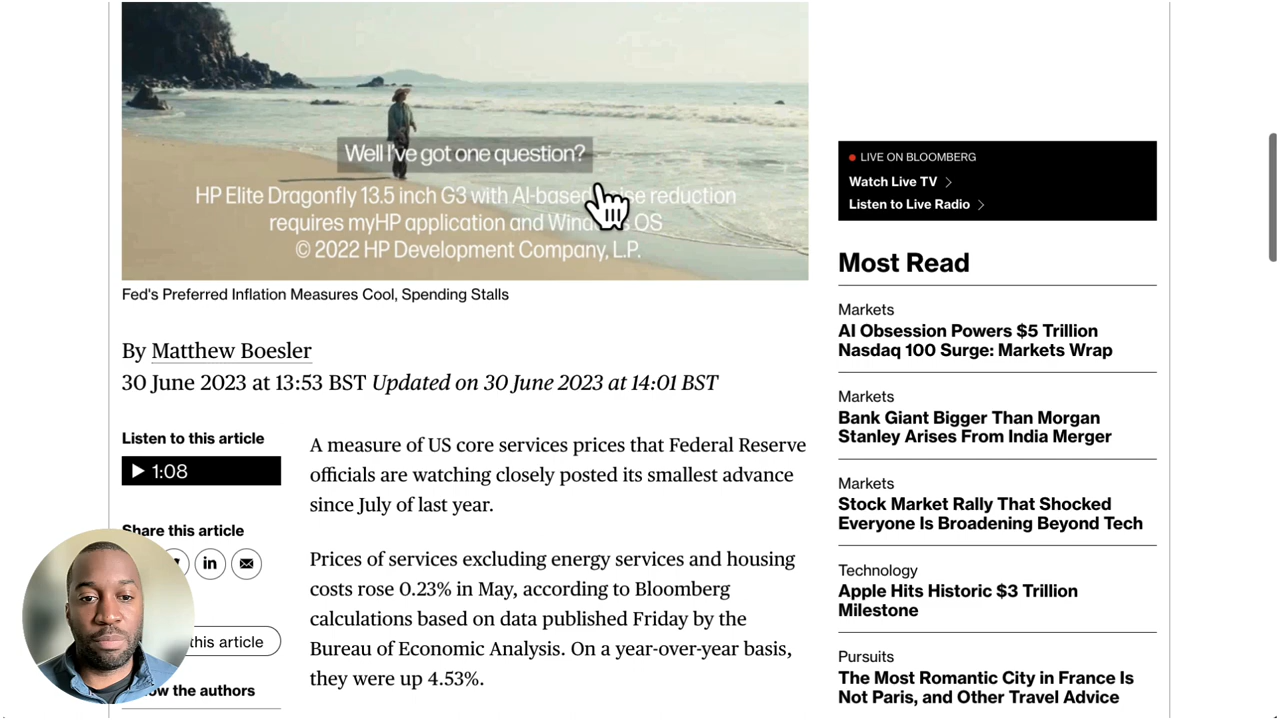 Well I've got one question?
HP Elite Dragonfly 13.5 inch G3 with AI-based noise reduction
requires myHP application and Windows OS
© 2022 HP Development Company, L.P.
Fed's Preferred Inflation Measures Cool, Spending Stalls
By Matthew Boesler
30 June 2023 at 13:53 BST Updated on 30 June 2023 at 14:01 BST
Listen to this article
1:08
Share this article
in
this article
the authors
A measure of US core services prices that Federal Reserve
officials are watching closely posted its smallest advance
since July of last year.
Prices of services excluding energy services and housing
costs rose 0.23% in May, according to Bloomberg
calculations based on data published Friday by the
Bureau of Economic Analysis. On a year-over-year basis,
they were up 4.53%.
LIVE ON BLOOMBERG
Watch Live TV
Listen to Live Radio
Most Read
Markets
AI Obsession Powers $5 Trillion
Nasdaq 100 Surge: Markets Wrap
Markets
Bank Giant Bigger Than Morgan
Stanley Arises From India Merger
Markets
Stock Market Rally That Shocked
Everyone Is Broadening Beyond Tech
Technology
Apple Hits Historic $3 Trillion
Milestone
Pursuits
The Most Romantic City in France Is
Not Paris, and Other Travel Advice